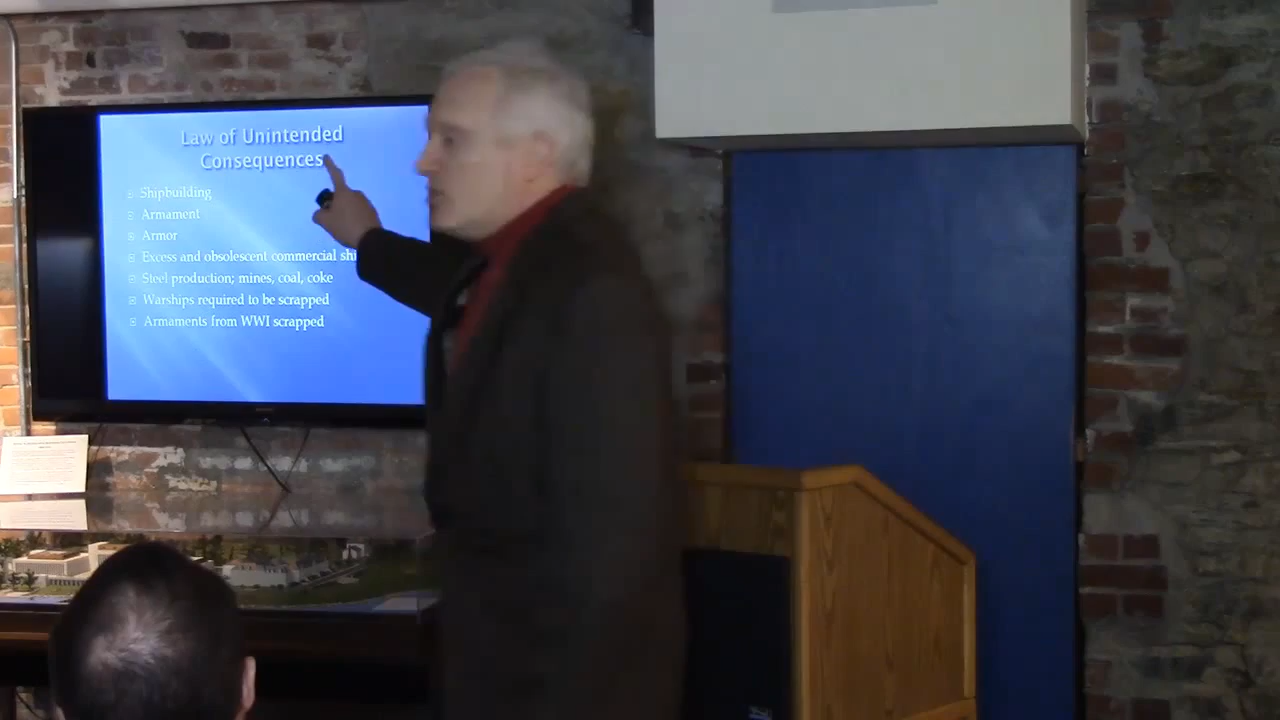 Law of Unintended
Consequences
Shipbuilding
Armament
Armor
Excess and obsolescent commercial shi
Steel production; mines, coal, coke
Warships required to be scrapped
Armaments from WWI scrapped